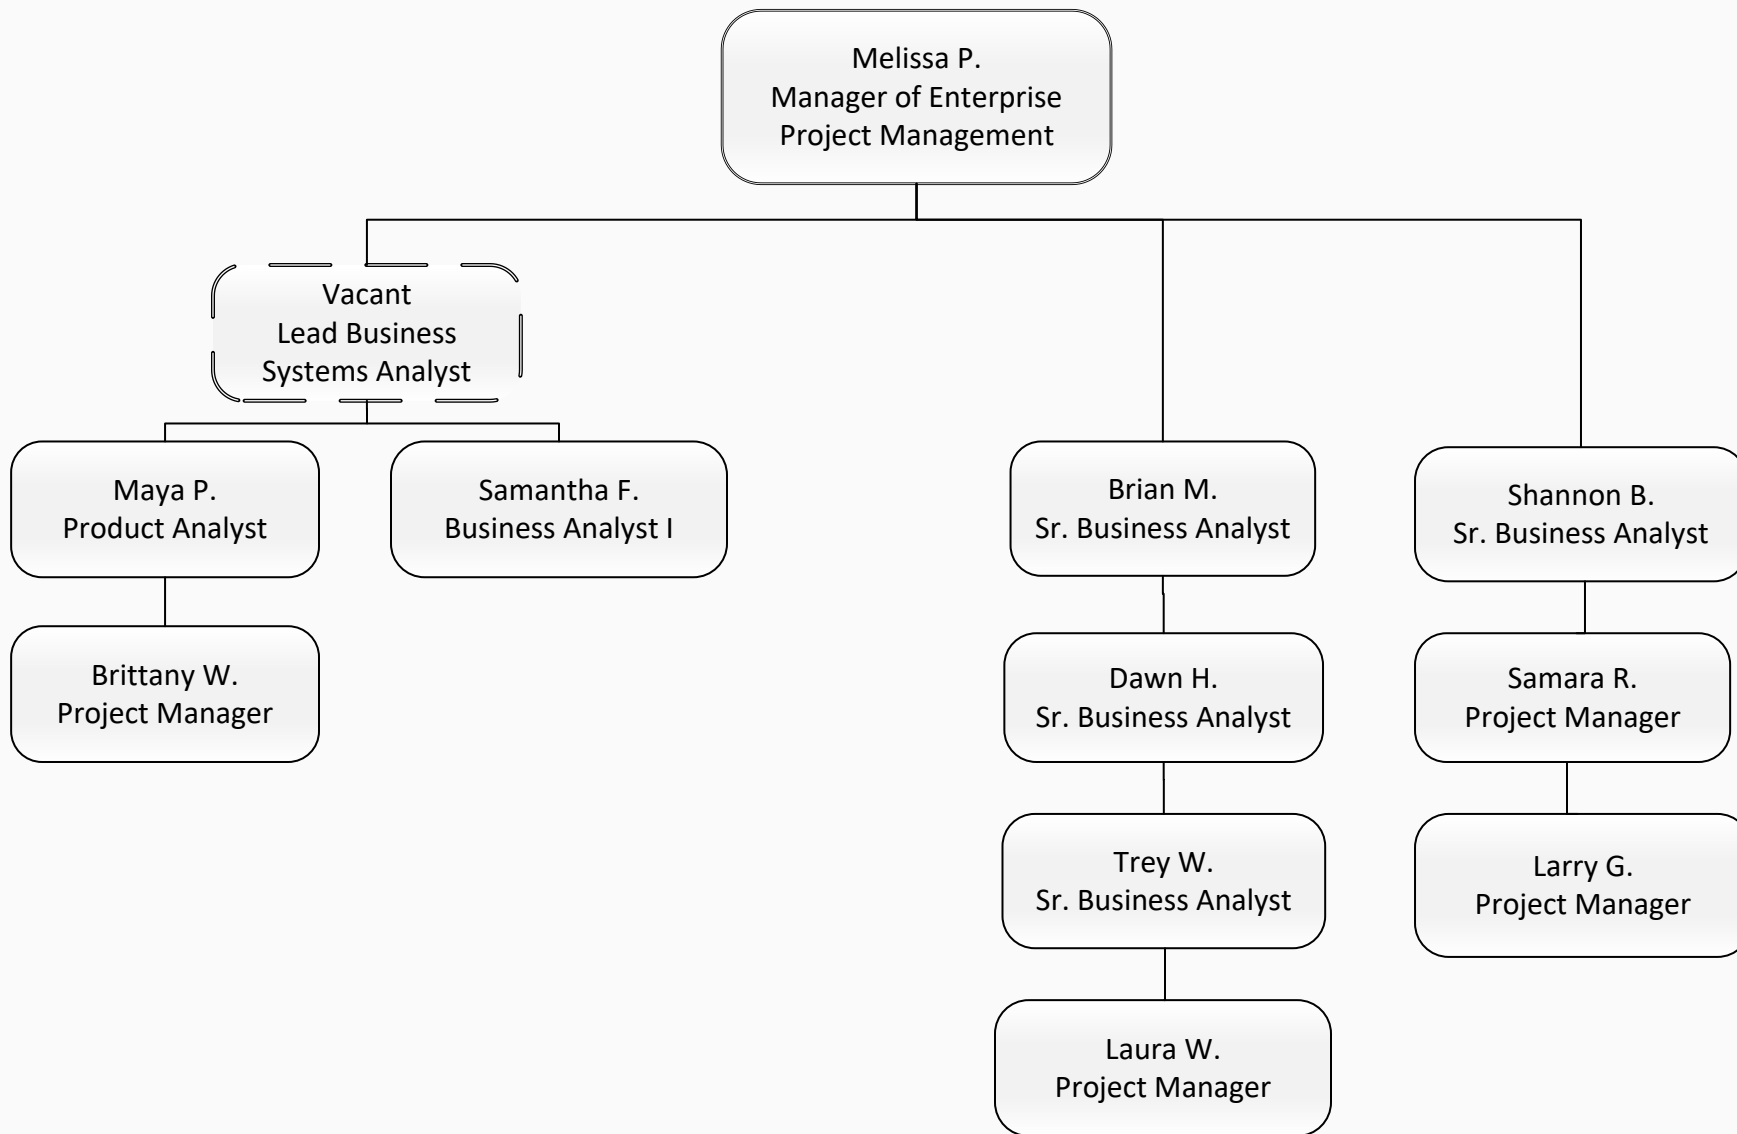 Melissa P.
Manager of Enterprise
Project Management
Vacant
Lead Business
Systems Analyst
Maya P.
Product Analyst
Samantha F.
Business Analyst I
Brian M.
Sr. Business Analyst
Shannon B.
Sr. Business Analyst
Brittany W.
Project Manager
Dawn H.
Sr. Business Analyst
Samara R.
Project Manager
Trey W.
Sr. Business Analyst
Larry G.
Project Manager
Laura W.
Project Manager